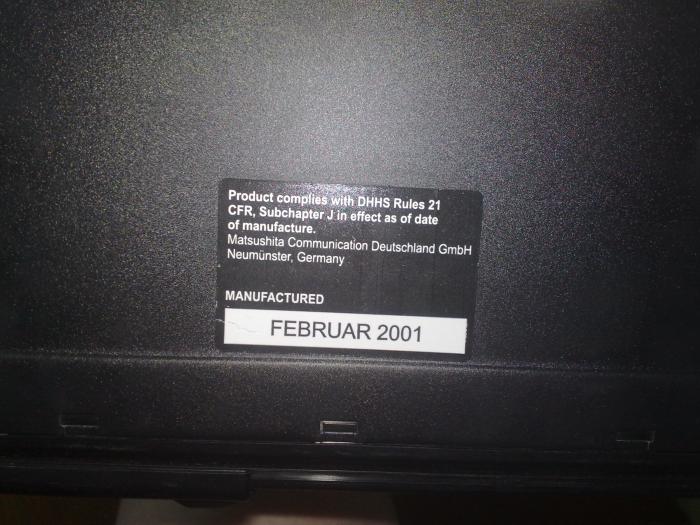 Product complies with DHHS Rules 21
CFR, Subchapter J in effect as of date
of manufacture.
Matsushita Communication Deutschland GmbH
Neumünster, Germany
MANUFACTURED
FEBRUAR 2001